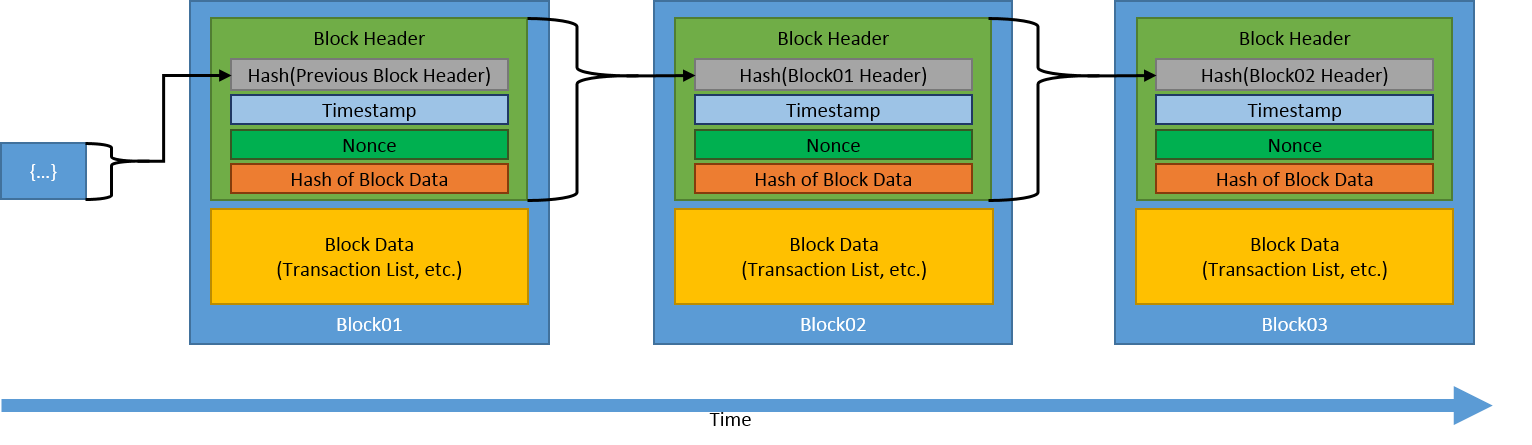 {...}
Block Header
Hash(Previous Block Header)
Timestamp
Nonce
Hash of Block Data
Block Data
(Transaction List, etc.)
Block01
Block Header
Hash(Block01 Header)
Timestamp
Nonce
Hash of Block Data
Block Data
(Transaction List, etc.)
Block02
Block Header
Hash(Block02 Header)
Timestamp
Nonce
Hash of Block Data
Block Data
(Transaction List, etc.)
Block03
Time